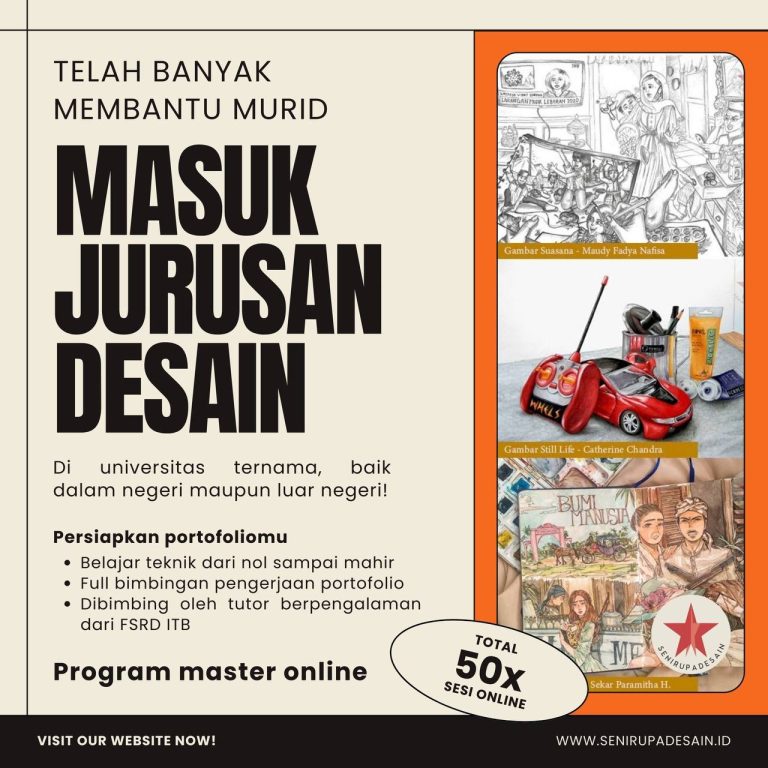 TELAH BANYAK
MEMBANTU MURID
MASUK
JURUSAN
DESAIN
Di universitas ternama, baik
dalam negeri maupun luar negeri!
Persiapkan portofoliomu
• Belajar teknik dari nol sampai mahir
• Full bimbingan pengerjaan portofolio
• Dibimbing oleh tutor berpengalaman
dari FSRD ITB
Program master online
TOTAL
50x
SESI ONLINE
Gambar Suasana - Maudy Fadya Nafisa
WHELS
Gambar Still Life - Catherine Chandra
BUMI
MANUSIA
SENIRUPADESAIN
Sekar Paramitha H.
VISIT OUR WEBSITE NOW!
WWW.SENIRUPADESAIN.ID